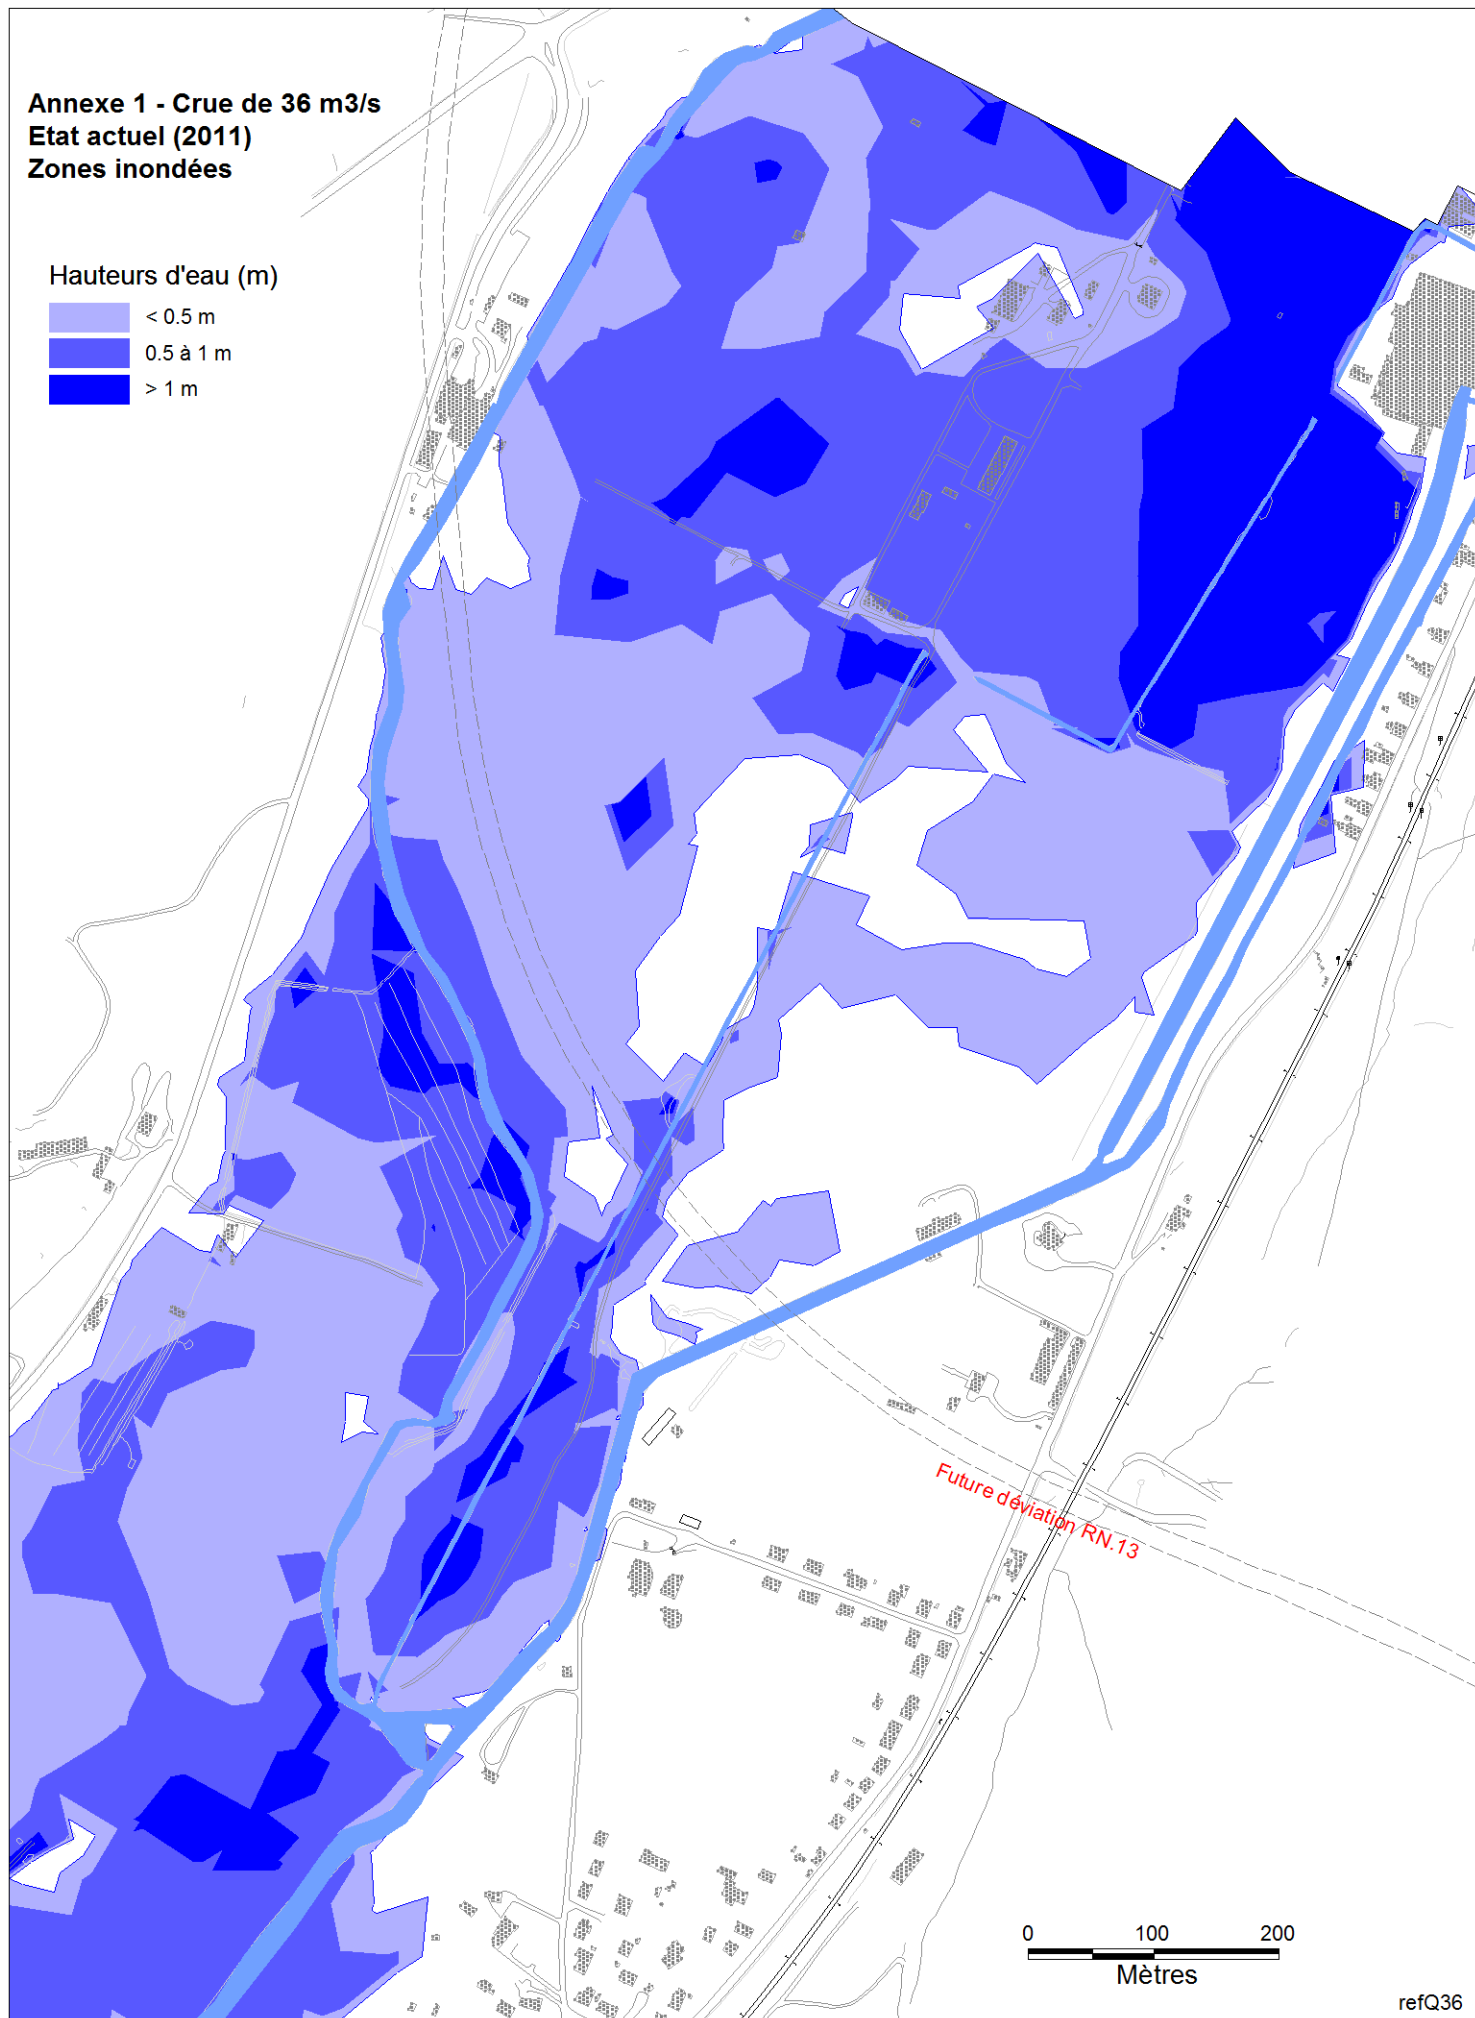 Annexe 1 - Crue de 36 m3/s
Etat actuel (2011)
Zones inondées
Hauteurs d'eau (m)
< 0.5 m
0.5 à 1 m
> 1 m
Future déviation RN.13
0 100 200
Mètres
refQ36